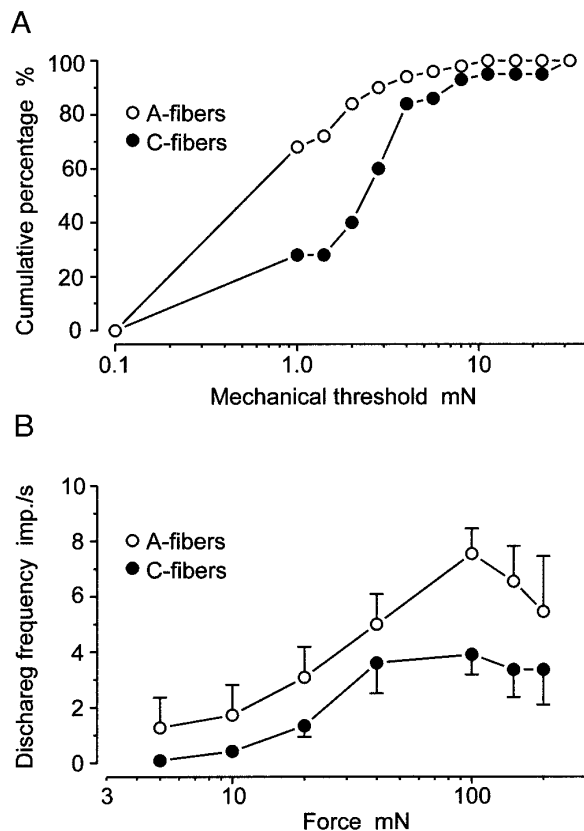 A
Cumulative percentage %
100
80
60
40
20
0
A-fibers
C-fibers
0.1
1.0
10
Mechanical threshold mN
B
Dischareg frequency imp./s
10
8
6
4
2
0
A-fibers
C-fibers
3
10
100
Force mN